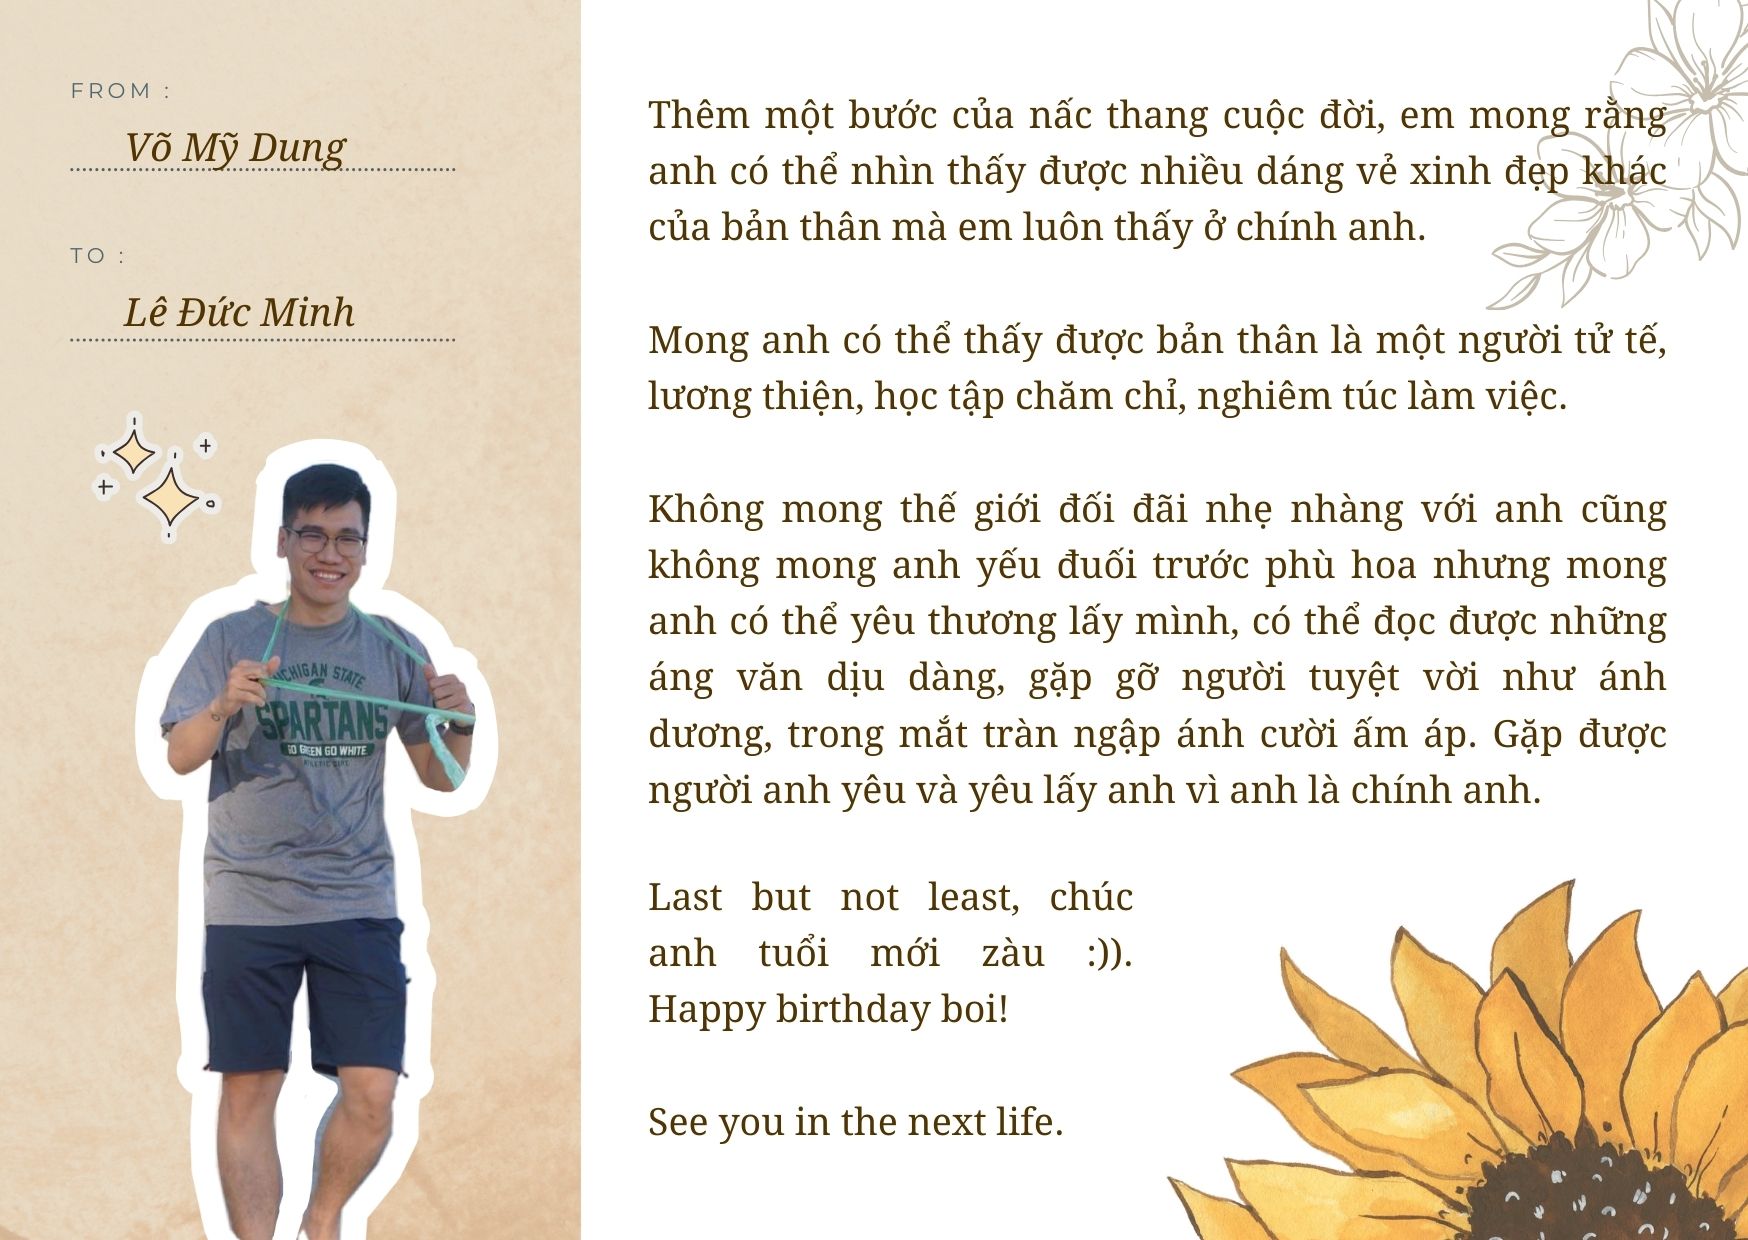 FROM :
Võ Mỹ Dung
TO :
Lê Đức Minh
MICHIGAN STATE
SPARTANS
GO GREEN GO WHITE
ATHLETIC DEPT.
Thêm một bước của nấc thang cuộc đời, em mong rằng
anh có thể nhìn thấy được nhiều dáng vẻ xinh đẹp khác
của bản thân mà em luôn thấy ở chính anh.
Mong anh có thể thấy được bản thân là một người tử tế,
lương thiện, học tập chăm chỉ, nghiêm túc làm việc.
Không mong thế giới đối đãi nhẹ nhàng với anh cũng
không mong anh yếu đuối trước phù hoa nhưng mong
anh có thể yêu thương lấy mình, có thể đọc được những
áng văn dịu dàng, gặp gỡ người tuyệt vời như ánh
dương, trong mắt tràn ngập ánh cười ấm áp. Gặp được
người anh yêu và yêu lấy anh vì anh là chính anh.
Last but not least, chúc
anh tuổi mới zàu :)).
Happy birthday boi!
See you in the next life.